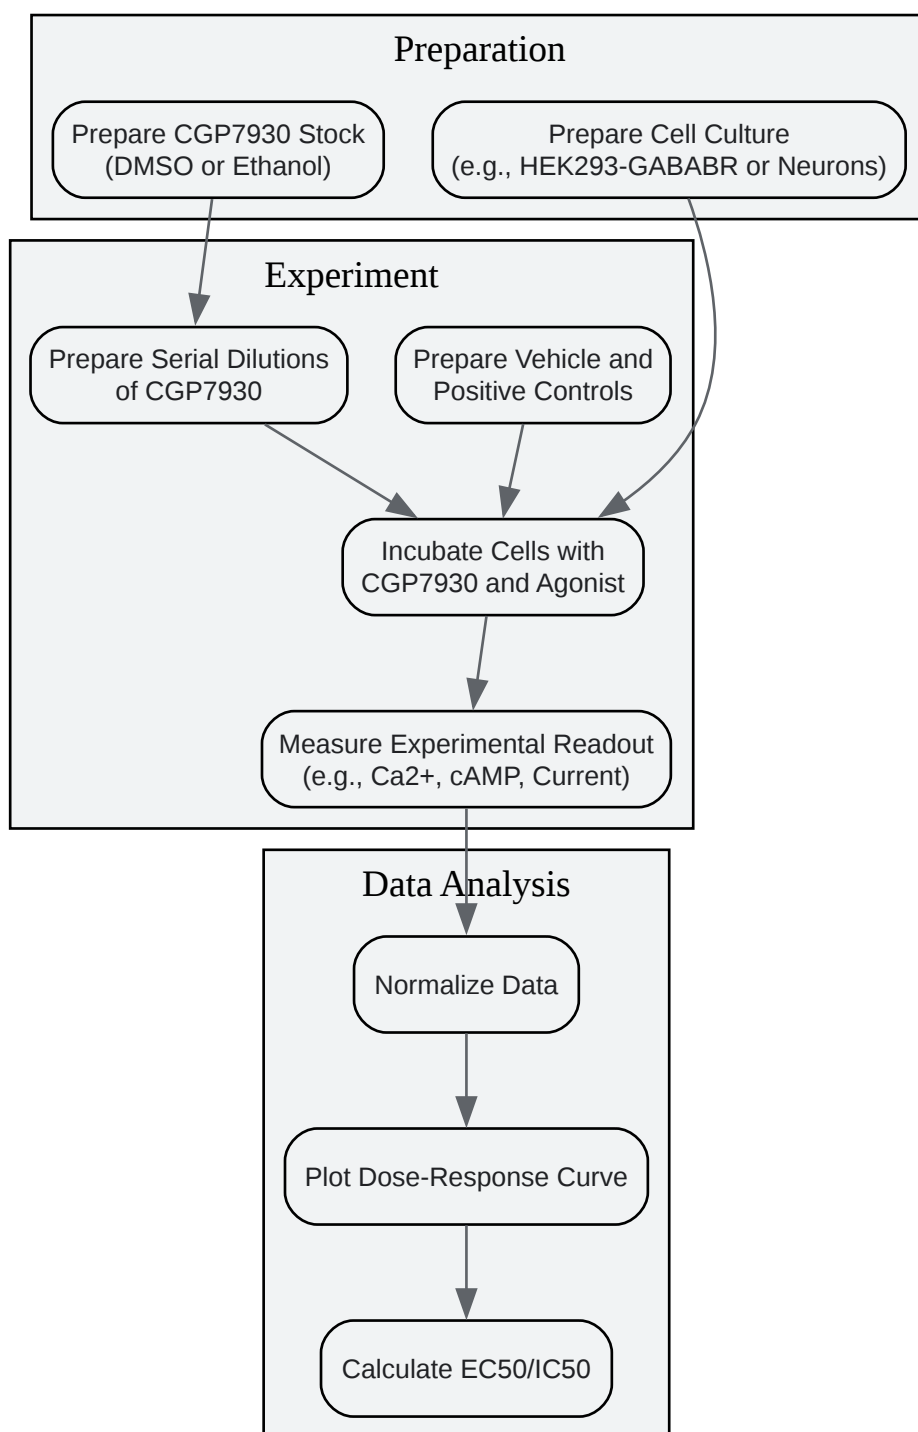 Preparation
Prepare CGP7930 Stock
(DMSO or Ethanol)
Prepare Cell Culture
(e.g., HEK293-GABABR or Neurons)
Experiment
Prepare Serial Dilutions
of CGP7930
Prepare Vehicle and
Positive Controls
Incubate Cells with
CGP7930 and Agonist
Measure Experimental Readout
(e.g., Ca2+, cAMP, Current)
Data Analysis
Normalize Data
Plot Dose-Response Curve
Calculate EC50/IC50